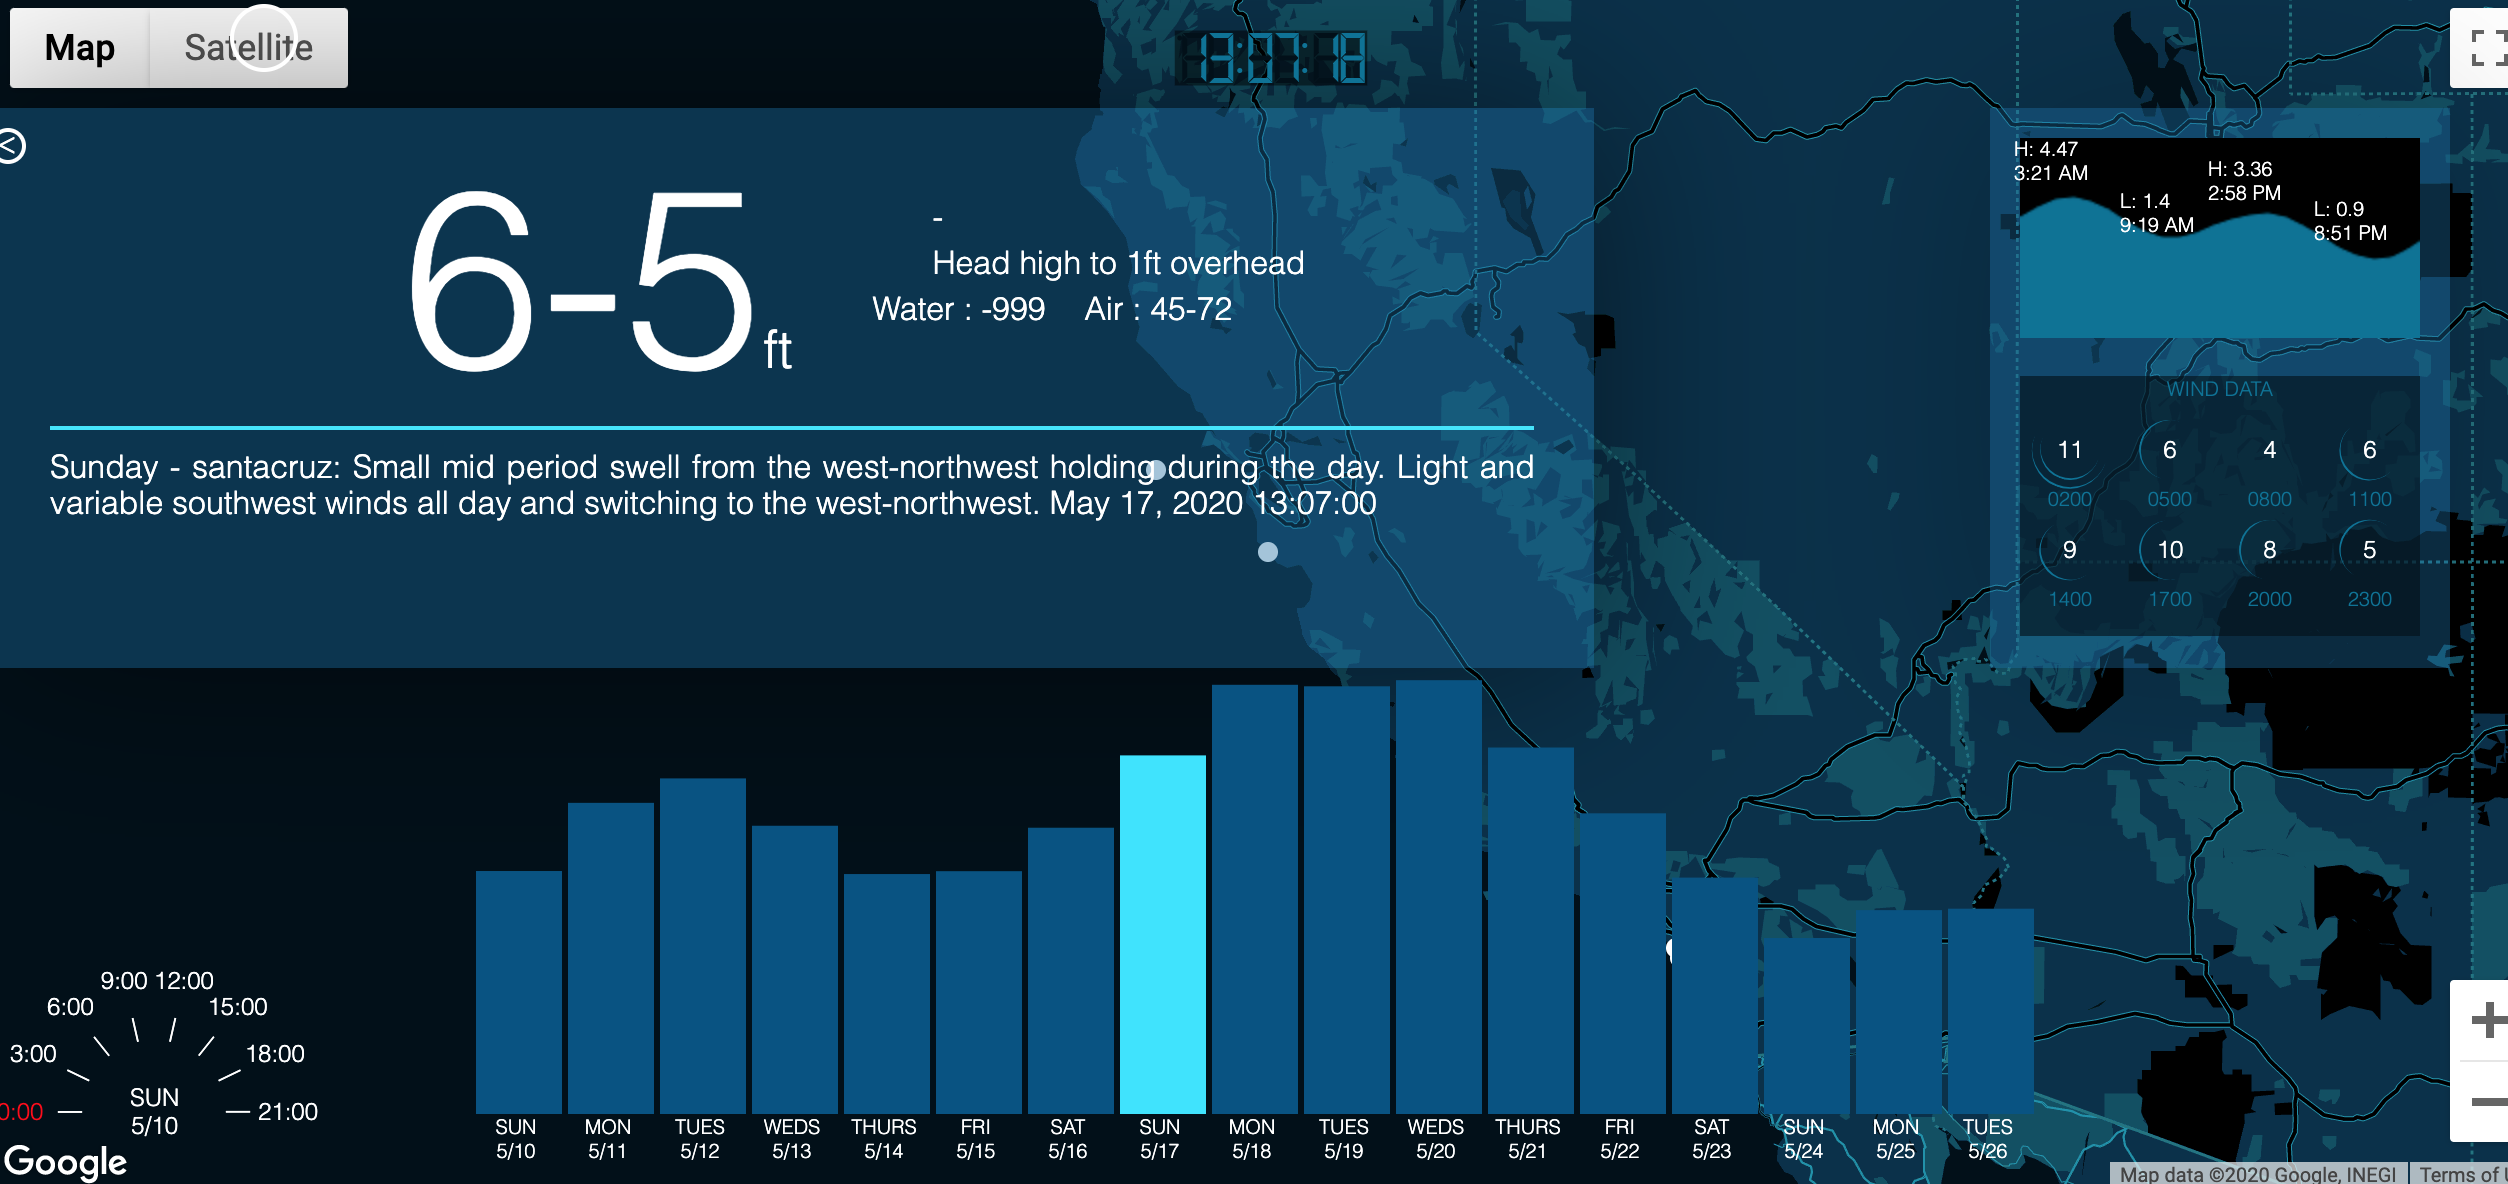 Map
Satellite
13:07:18
<
6-5 ft
-
Head high to 1ft overhead
Water : -999 Air : 45-72
Sunday - santacruz: Small mid period swell from the west-northwest holding during the day. Light and
variable southwest winds all day and switching to the west-northwest. May 17, 2020 13:07:00
H: 4.47
3:21 AM
L: 1.4
9:19 AM
H: 3.36
2:58 PM
L: 0.9
8:51 PM
WIND DATA
11 6 4 6
0200 0500 0800 1100
9 10 8 5
1400 1700 2000 2300
0:00
3:00
6:00
9:00
12:00
15:00
18:00
21:00
SUN
5/10
SUN MON TUES WEDS THURS FRI SAT SUN MON TUES WEDS THURS FRI SAT SUN MON TUES
5/10 5/11 5/12 5/13 5/14 5/15 5/16 5/17 5/18 5/19 5/20 5/21 5/22 5/23 5/24 5/25 5/26
Google
Map data ©2020 Google, INEGI
Terms of